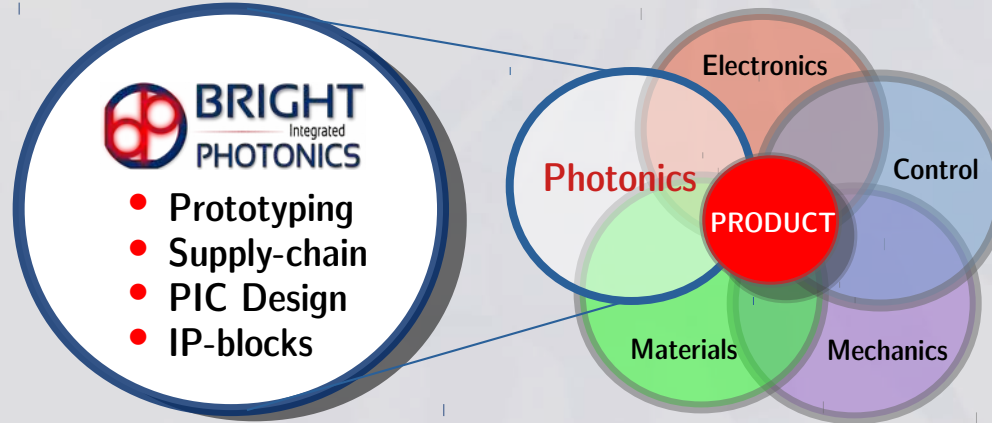 BRIGHT
Integrated
PHOTONICS
• Prototyping
• Supply-chain
• PIC Design
• IP-blocks
Electronics
Photonics
Control
PRODUCT
Materials
Mechanics